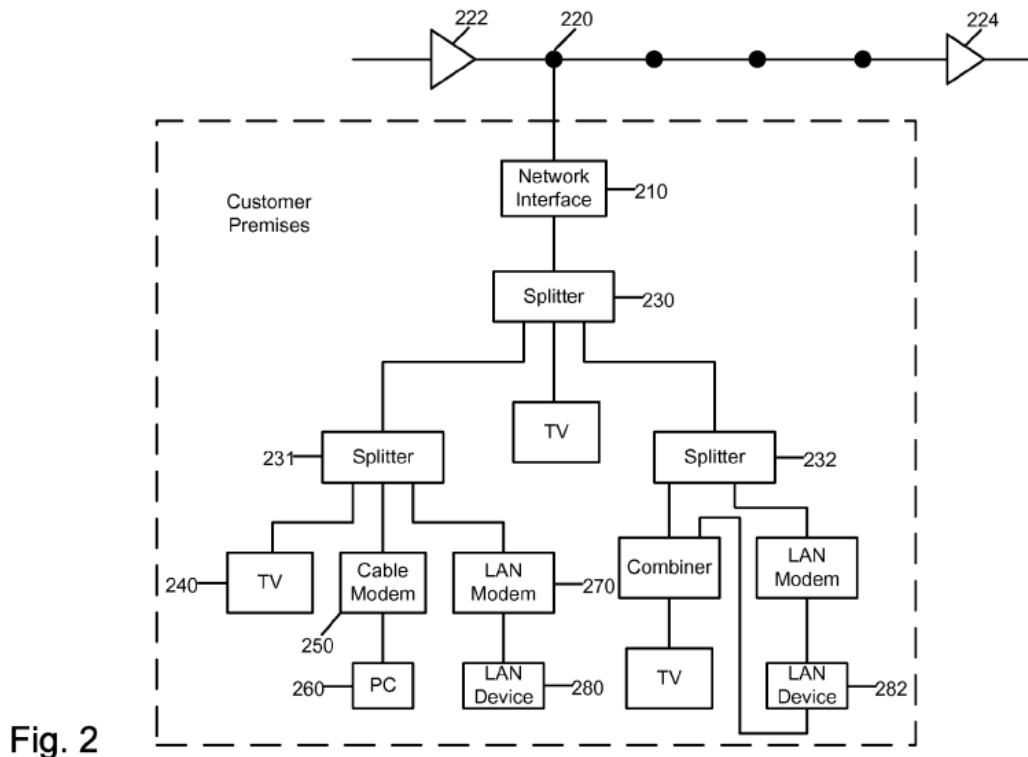 222
220
224
Customer
Premises
Network
Interface
210
Splitter
230
TV
231
Splitter
Splitter
232
240
TV
Cable
Modem
250
LAN
Modem
270
Combiner
LAN
Modem
260
PC
LAN
Device
280
TV
LAN
Device
282
Fig. 2